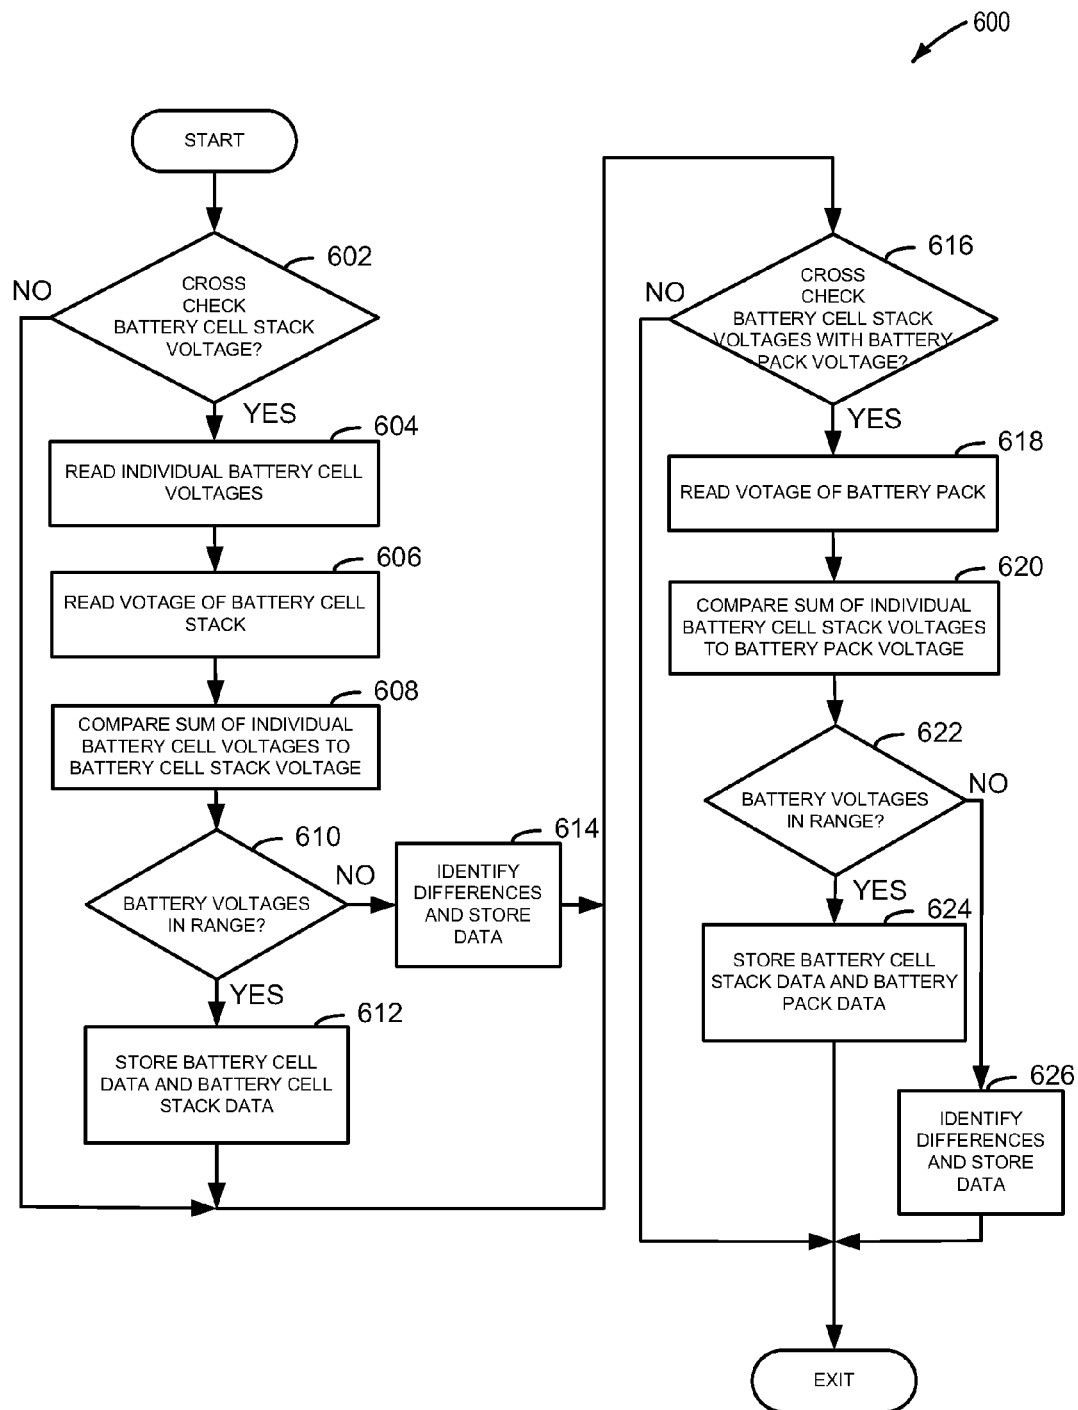 600
START
602
CROSS
CHECK
BATTERY CELL STACK
VOLTAGE?
NO
YES
604
READ INDIVIDUAL BATTERY CELL
VOLTAGES
606
READ VOTAGE OF BATTERY CELL
STACK
608
COMPARE SUM OF INDIVIDUAL
BATTERY CELL VOLTAGES TO
BATTERY CELL STACK VOLTAGE
610
BATTERY VOLTAGES
IN RANGE?
NO
614
IDENTIFY
DIFFERENCES
AND STORE
DATA
YES
612
STORE BATTERY CELL
DATA AND BATTERY CELL
STACK DATA
616
CROSS
CHECK
BATTERY CELL STACK
VOLTAGES WITH BATTERY
PACK VOLTAGE?
NO
YES
618
READ VOTAGE OF BATTERY PACK
620
COMPARE SUM OF INDIVIDUAL
BATTERY CELL STACK VOLTAGES
TO BATTERY PACK VOLTAGE
622
BATTERY VOLTAGES
IN RANGE?
NO
YES
624
STORE BATTERY CELL
STACK DATA AND BATTERY
PACK DATA
626
IDENTIFY
DIFFERENCES
AND STORE
DATA
EXIT